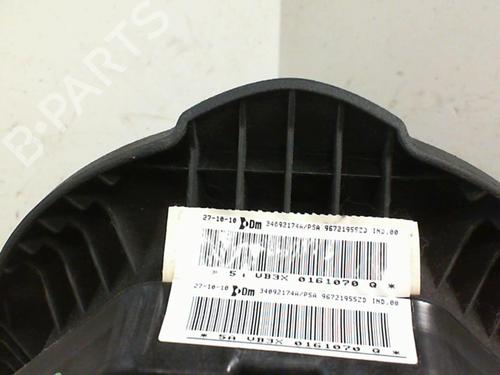 B-PARTS
27-10-10 Dm 34092174A/PSA 96721955ZD IND.00
* 5A VB3X 0161070 Q *
27-10-10 Dm 34092174A/PSA 96721955ZD IND.00
* 5A VB3X 0161070 Q *